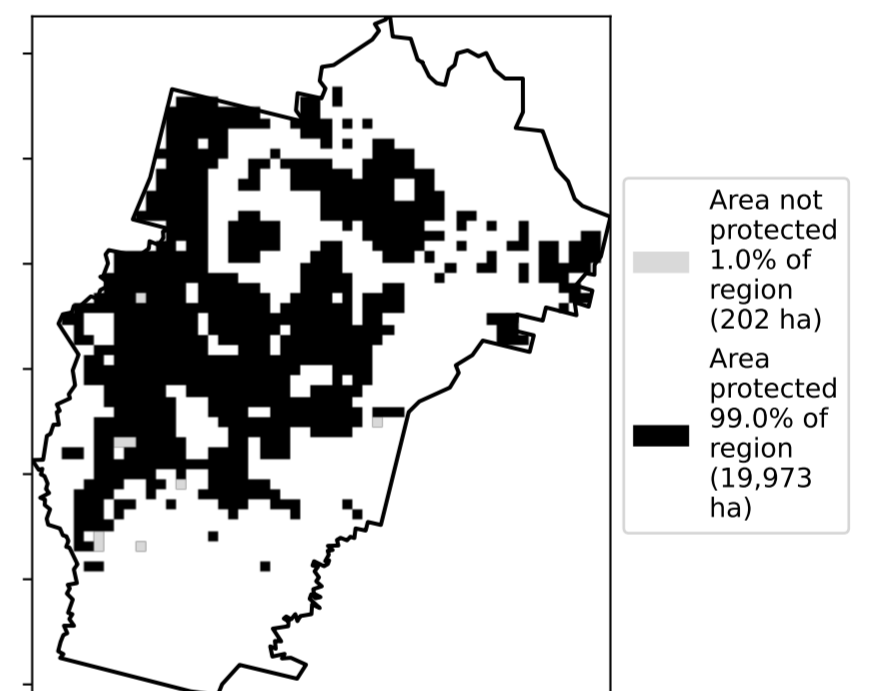 Area not
protected
1.0% of
region
(202 ha)
Area
protected
99.0% of
region
(19,973
ha)